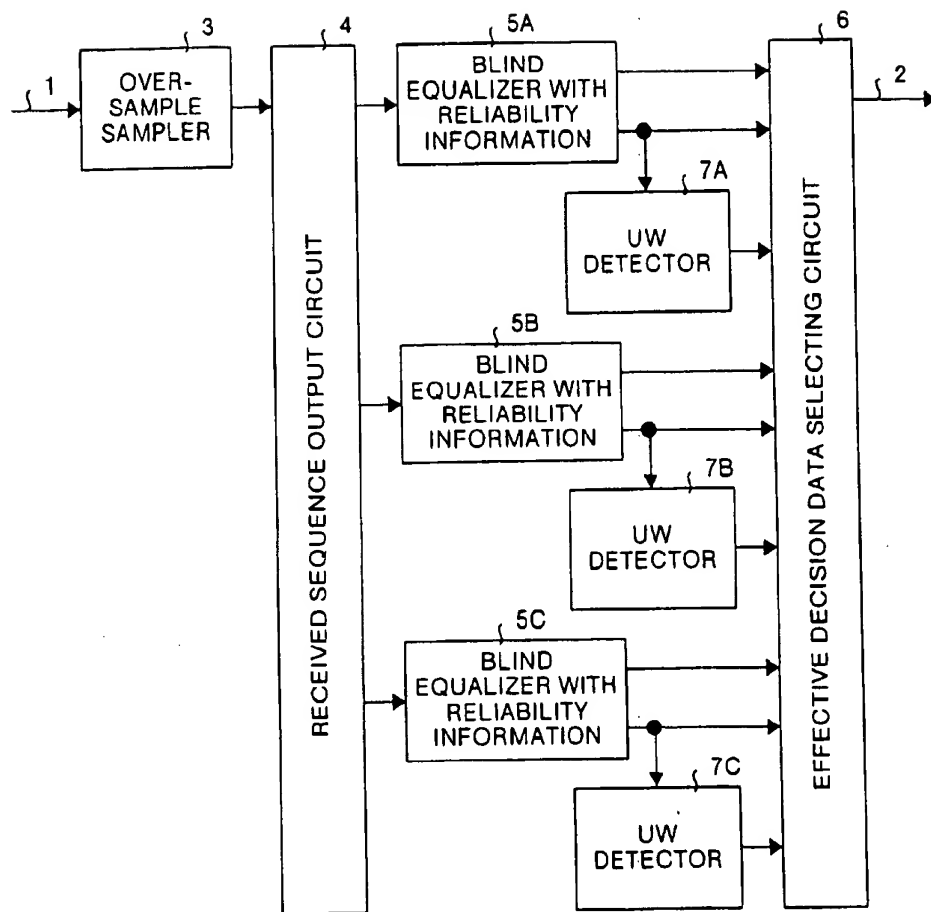 1
3
OVER-
SAMPLE
SAMPLER
4
RECEIVED SEQUENCE OUTPUT CIRCUIT
5A
BLIND
EQUALIZER WITH
RELIABILITY
INFORMATION
7A
UW
DETECTOR
5B
BLIND
EQUALIZER WITH
RELIABILITY
INFORMATION
7B
UW
DETECTOR
5C
BLIND
EQUALIZER WITH
RELIABILITY
INFORMATION
7C
UW
DETECTOR
6
EFFECTIVE DECISION DATA SELECTING CIRCUIT
2